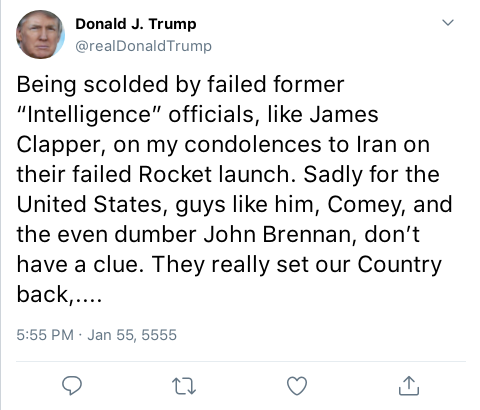 Donald J. Trump
@realDonaldTrump
Being scolded by failed former
“Intelligence” officials, like James
Clapper, on my condolences to Iran on
their failed Rocket launch. Sadly for the
United States, guys like him, Comey, and
the even dumber John Brennan, don’t
have a clue. They really set our Country
back,....
5:55 PM · Jan 55, 5555